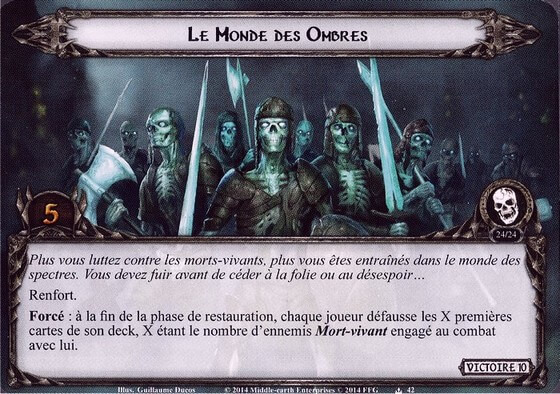 Le Monde des Ombres
5
24/24
Plus vous luttez contre les morts-vivants, plus vous êtes entraînés dans le monde des
spectres. Vous devez fuir avant de céder à la folie ou au désespoir…
Renfort.
Forcé : à la fin de la phase de restauration, chaque joueur défausse les X premières
cartes de son deck, X étant le nombre d'ennemis Mort-vivant engagé au combat
avec lui.
VICTOIRE 10
Illus. Guillaume Ducos © 2014 Middle-earth Enterprises © 2014 FFG 42